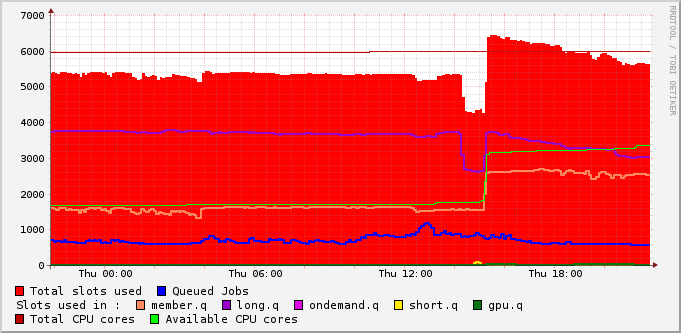 7000
6000
5000
4000
3000
2000
1000
0
Thu 00:00 Thu 06:00 Thu 12:00 Thu 18:00
RRDTOOL / TOBI OETIKER
Total slots used Queued Jobs
Slots used in : member.q long.q ondemand.q short.q gpu.q
Total CPU cores Available CPU cores